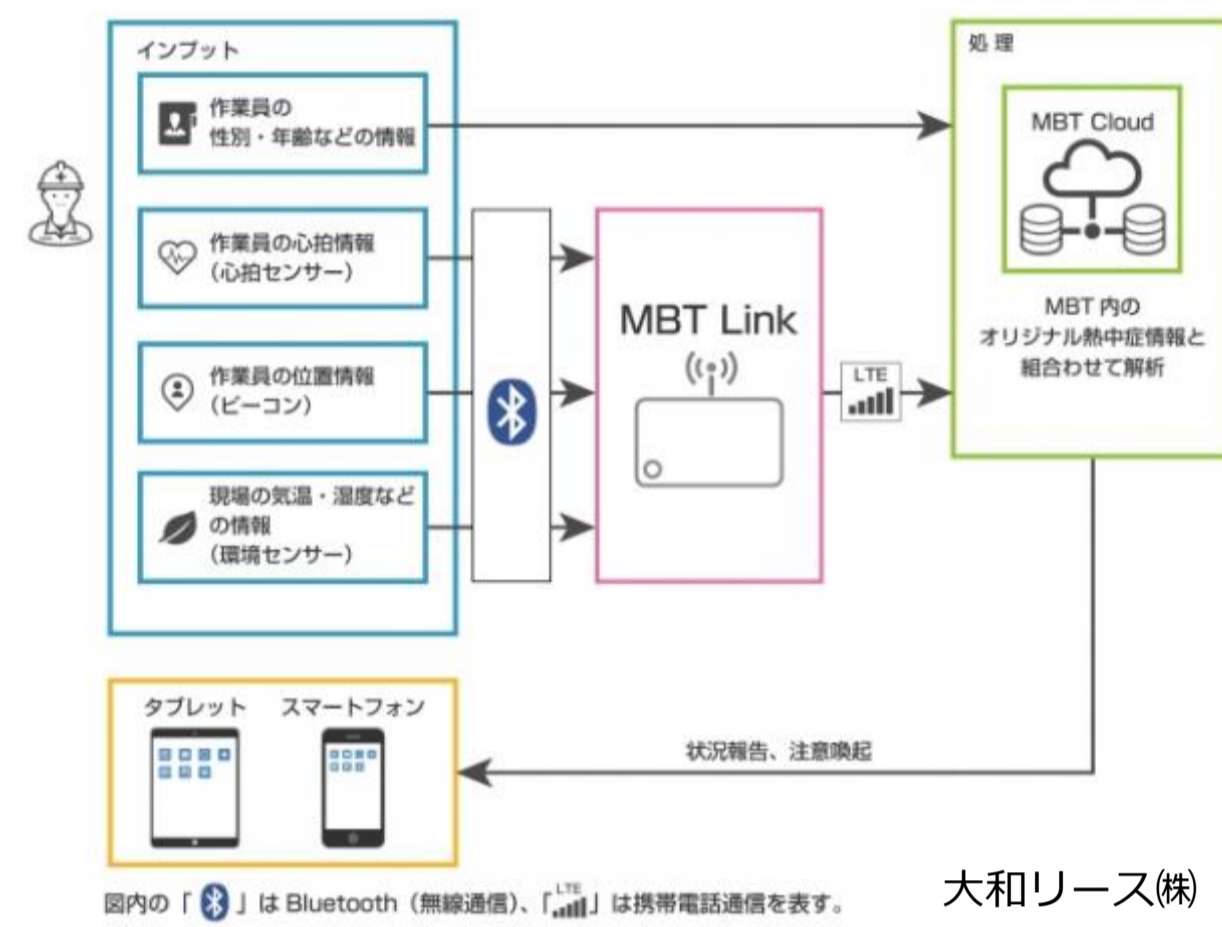 インプット
作業員の
性別・年齢などの情報
作業員の心拍情報
（心拍センサー）
作業員の位置情報
（ビーコン）
現場の気温・湿度など
の情報
（環境センサー）
MBT Link
LTE
処理
MBT Cloud
MBT 内の
オリジナル熱中症情報と
組合わせて解析
状況報告、注意喚起
タブレット
スマートフォン
図内の「」は Bluetooth（無線通信）、「LTE」は携帯電話通信を表す。
大和リース㈱